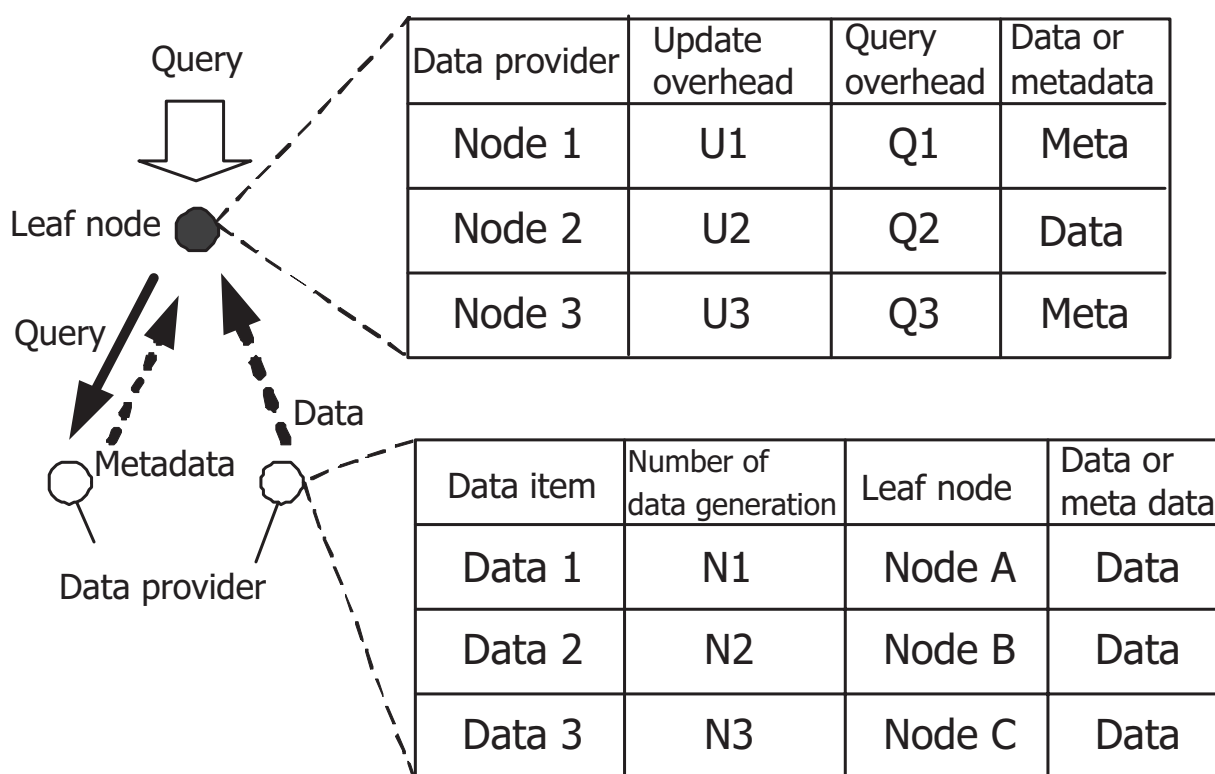 Query
Leaf node
Query
Metadata
Data
Data provider
Data provider
Update
overhead
Query
overhead
Data or
metadata
Node 1
U1
Q1
Meta
Node 2
U2
Q2
Data
Node 3
U3
Q3
Meta
Data item
Number of
data generation
Leaf node
Data or
meta data
Data 1
N1
Node A
Data
Data 2
N2
Node B
Data
Data 3
N3
Node C
Data